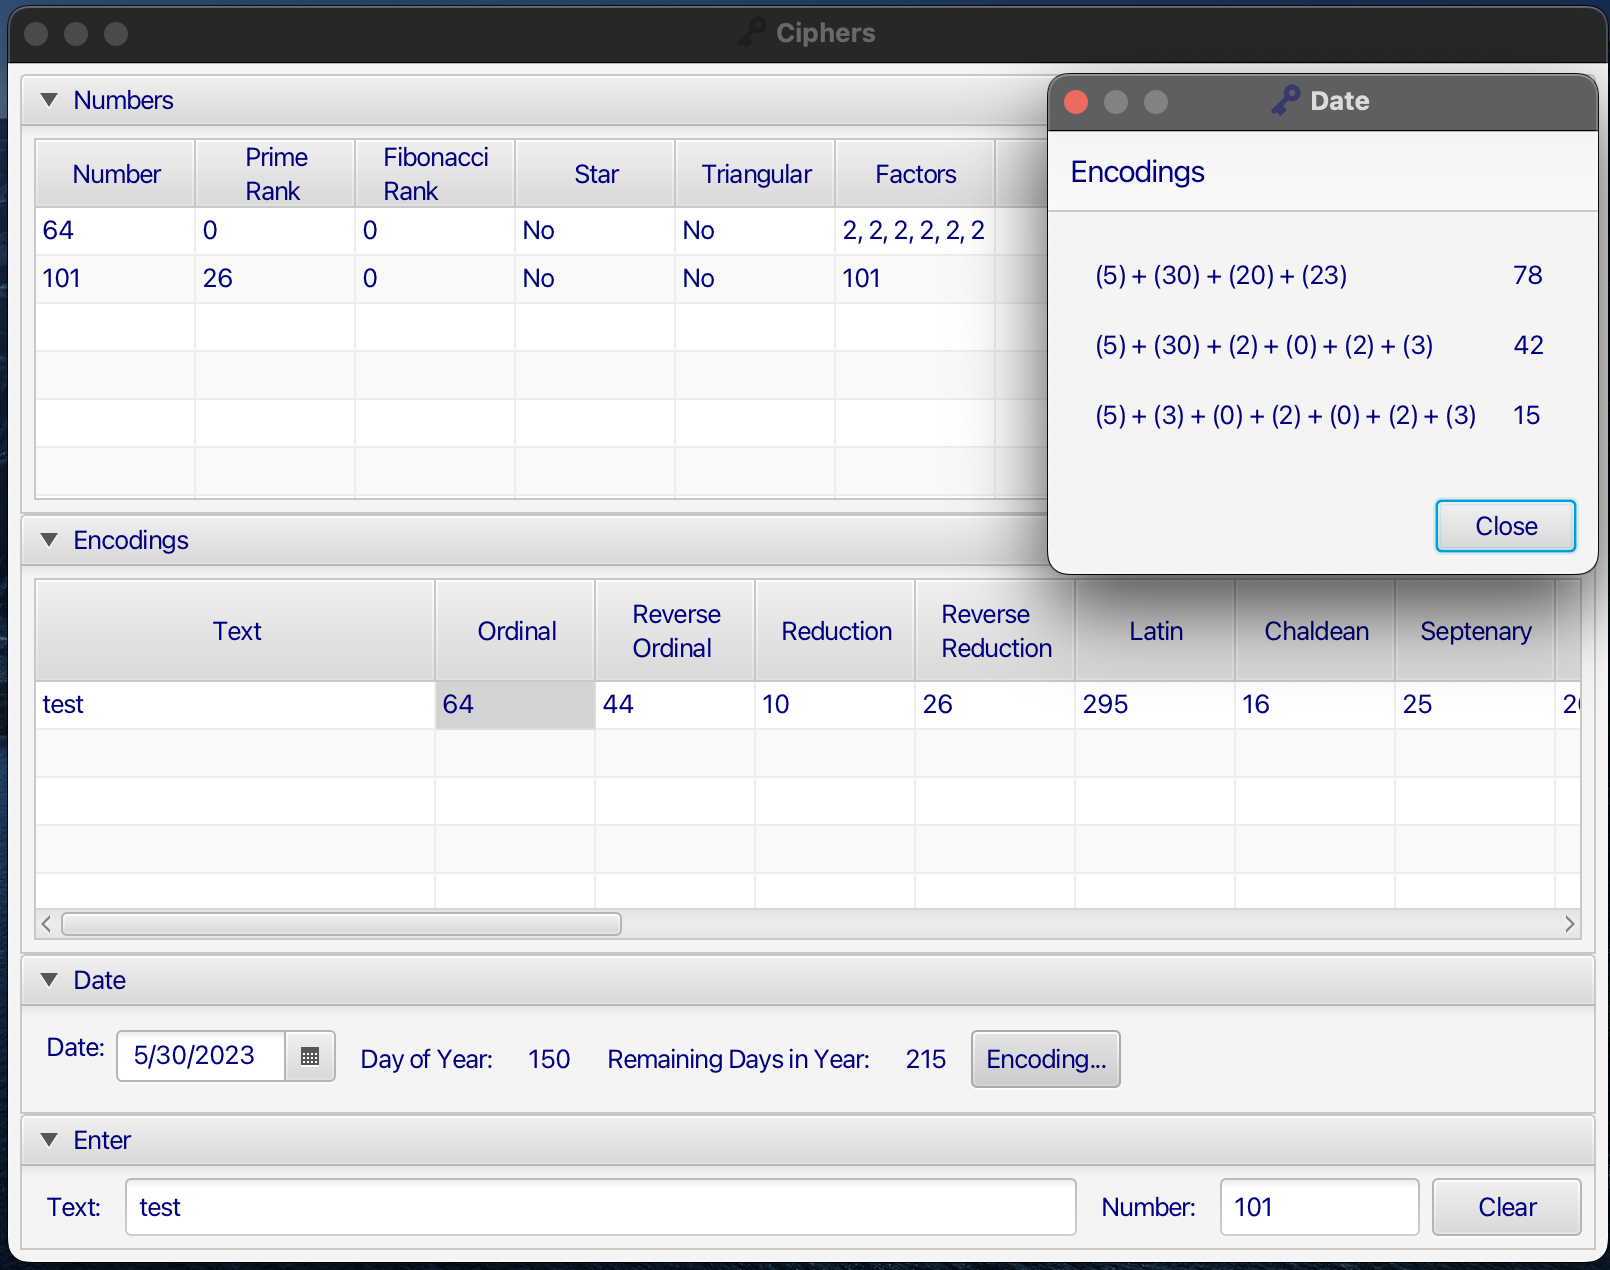 Ciphers
Numbers
Number Prime Rank Fibonacci Rank Star Triangular Factors
64 0 0 No No 2, 2, 2, 2, 2, 2
101 26 0 No No 101
Date
Encodings
(5) + (30) + (20) + (23) 78
(5) + (30) + (2) + (0) + (2) + (3) 42
(5) + (3) + (0) + (2) + (0) + (2) + (3) 15
Close
Encodings
Text Ordinal Reverse Ordinal Reduction Reverse Reduction Latin Chaldean Septenary
test 64 44 10 26 295 16 25
Date
Date: 5/30/2023 Day of Year: 150 Remaining Days in Year: 215 Encoding...
Enter
Text: test Number: 101 Clear